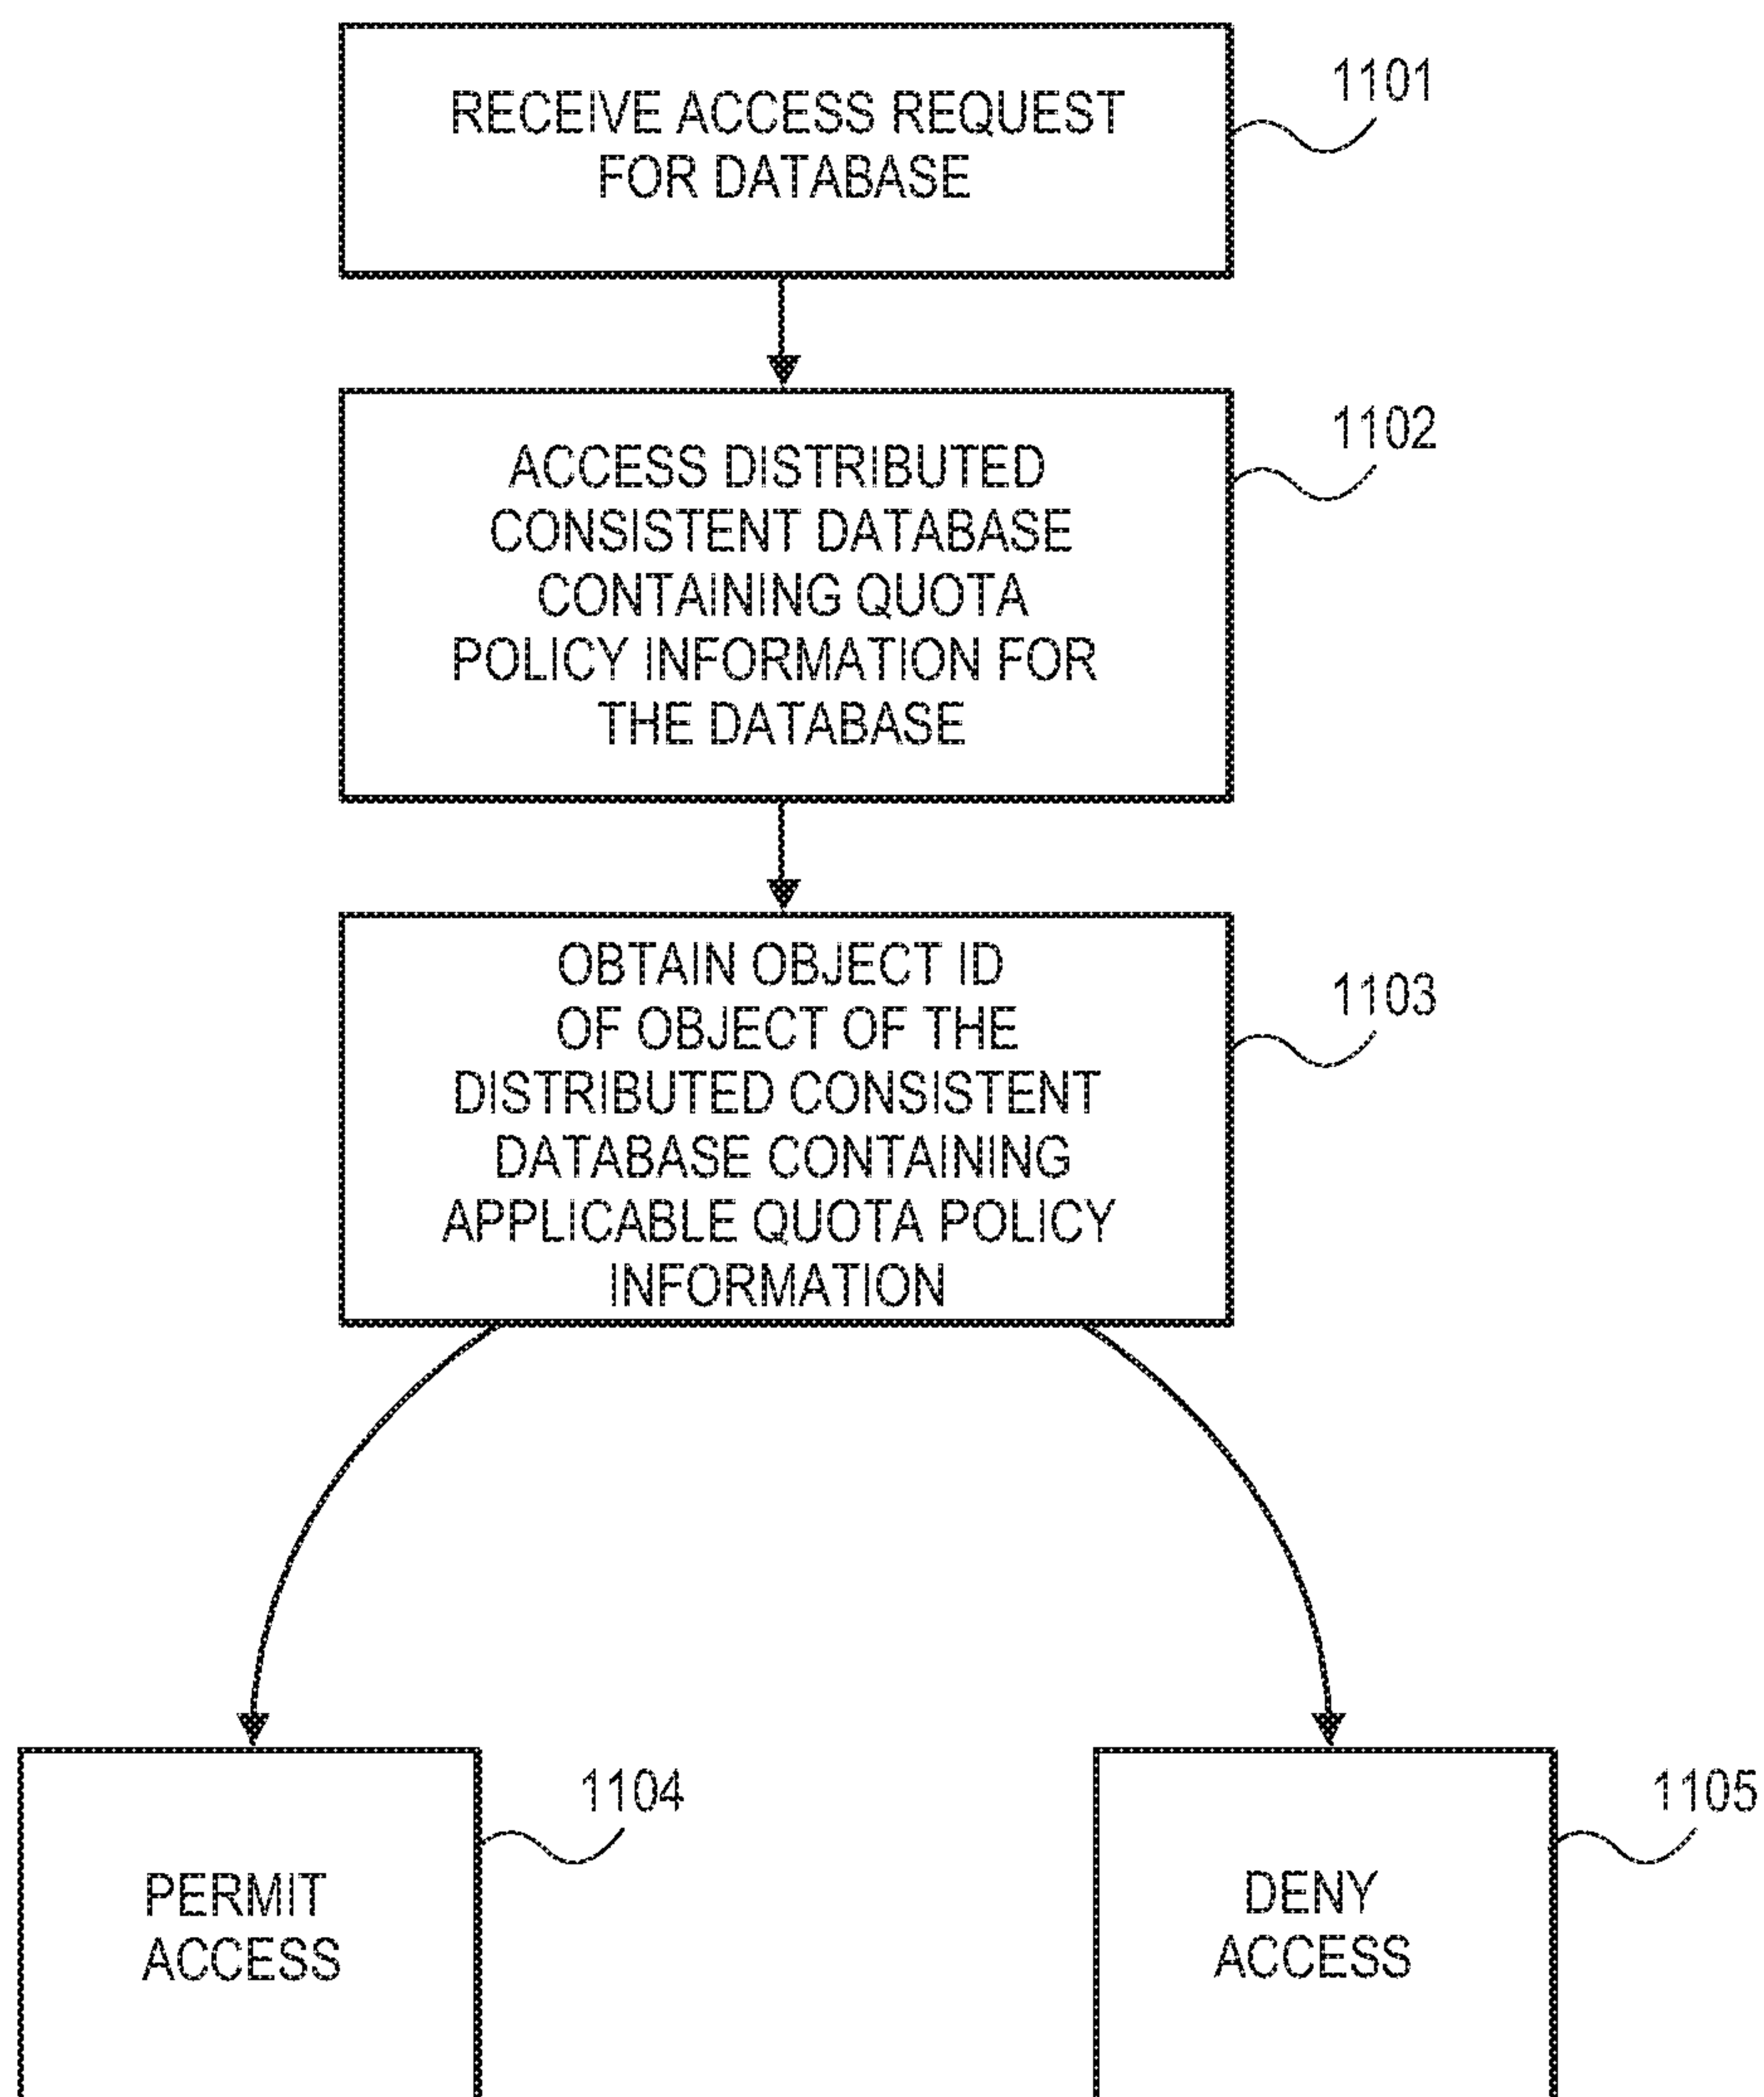 RECEIVE ACCESS REQUEST
FOR DATABASE
1101
ACCESS DISTRIBUTED
CONSISTENT DATABASE
CONTAINING QUOTA
POLICY INFORMATION FOR
THE DATABASE
1102
OBTAIN OBJECT ID
OF OBJECT OF THE
DISTRIBUTED CONSISTENT
DATABASE CONTAINING
APPLICABLE QUOTA POLICY
INFORMATION
1103
PERMIT
ACCESS
1104
DENY
ACCESS
1105